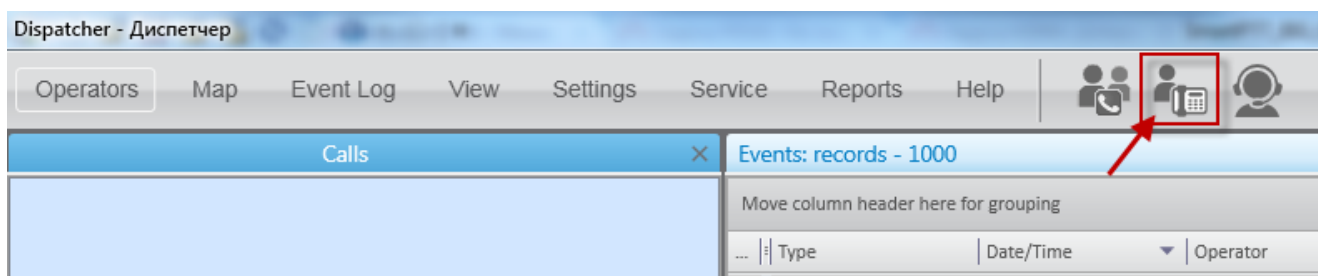 Dispatcher - Диспетчер
Operators Map Event Log View Settings Service Reports Help
Calls
Events: records - 1000
Move column header here for grouping
... Type Date/Time Operator